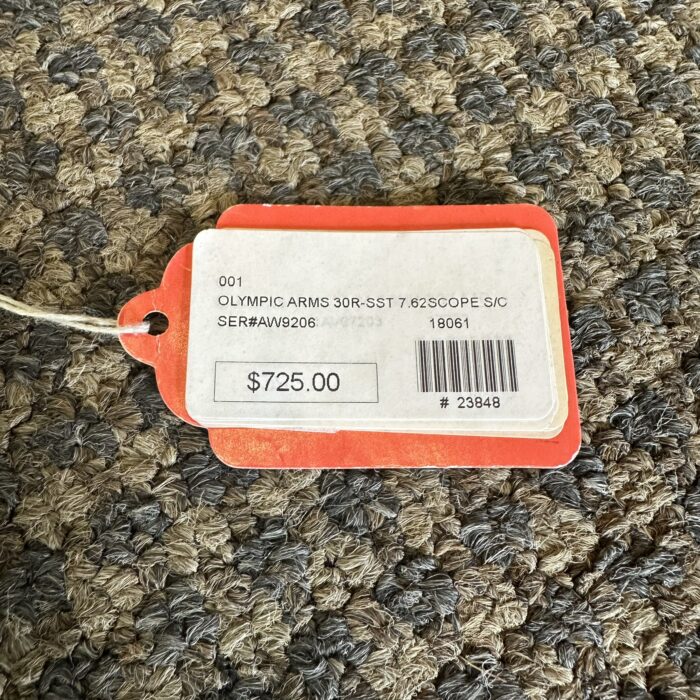 001
OLYMPIC ARMS 30R-SST 7.62SCOPE S/C
SER#AW9206 18061
$725.00
# 23848